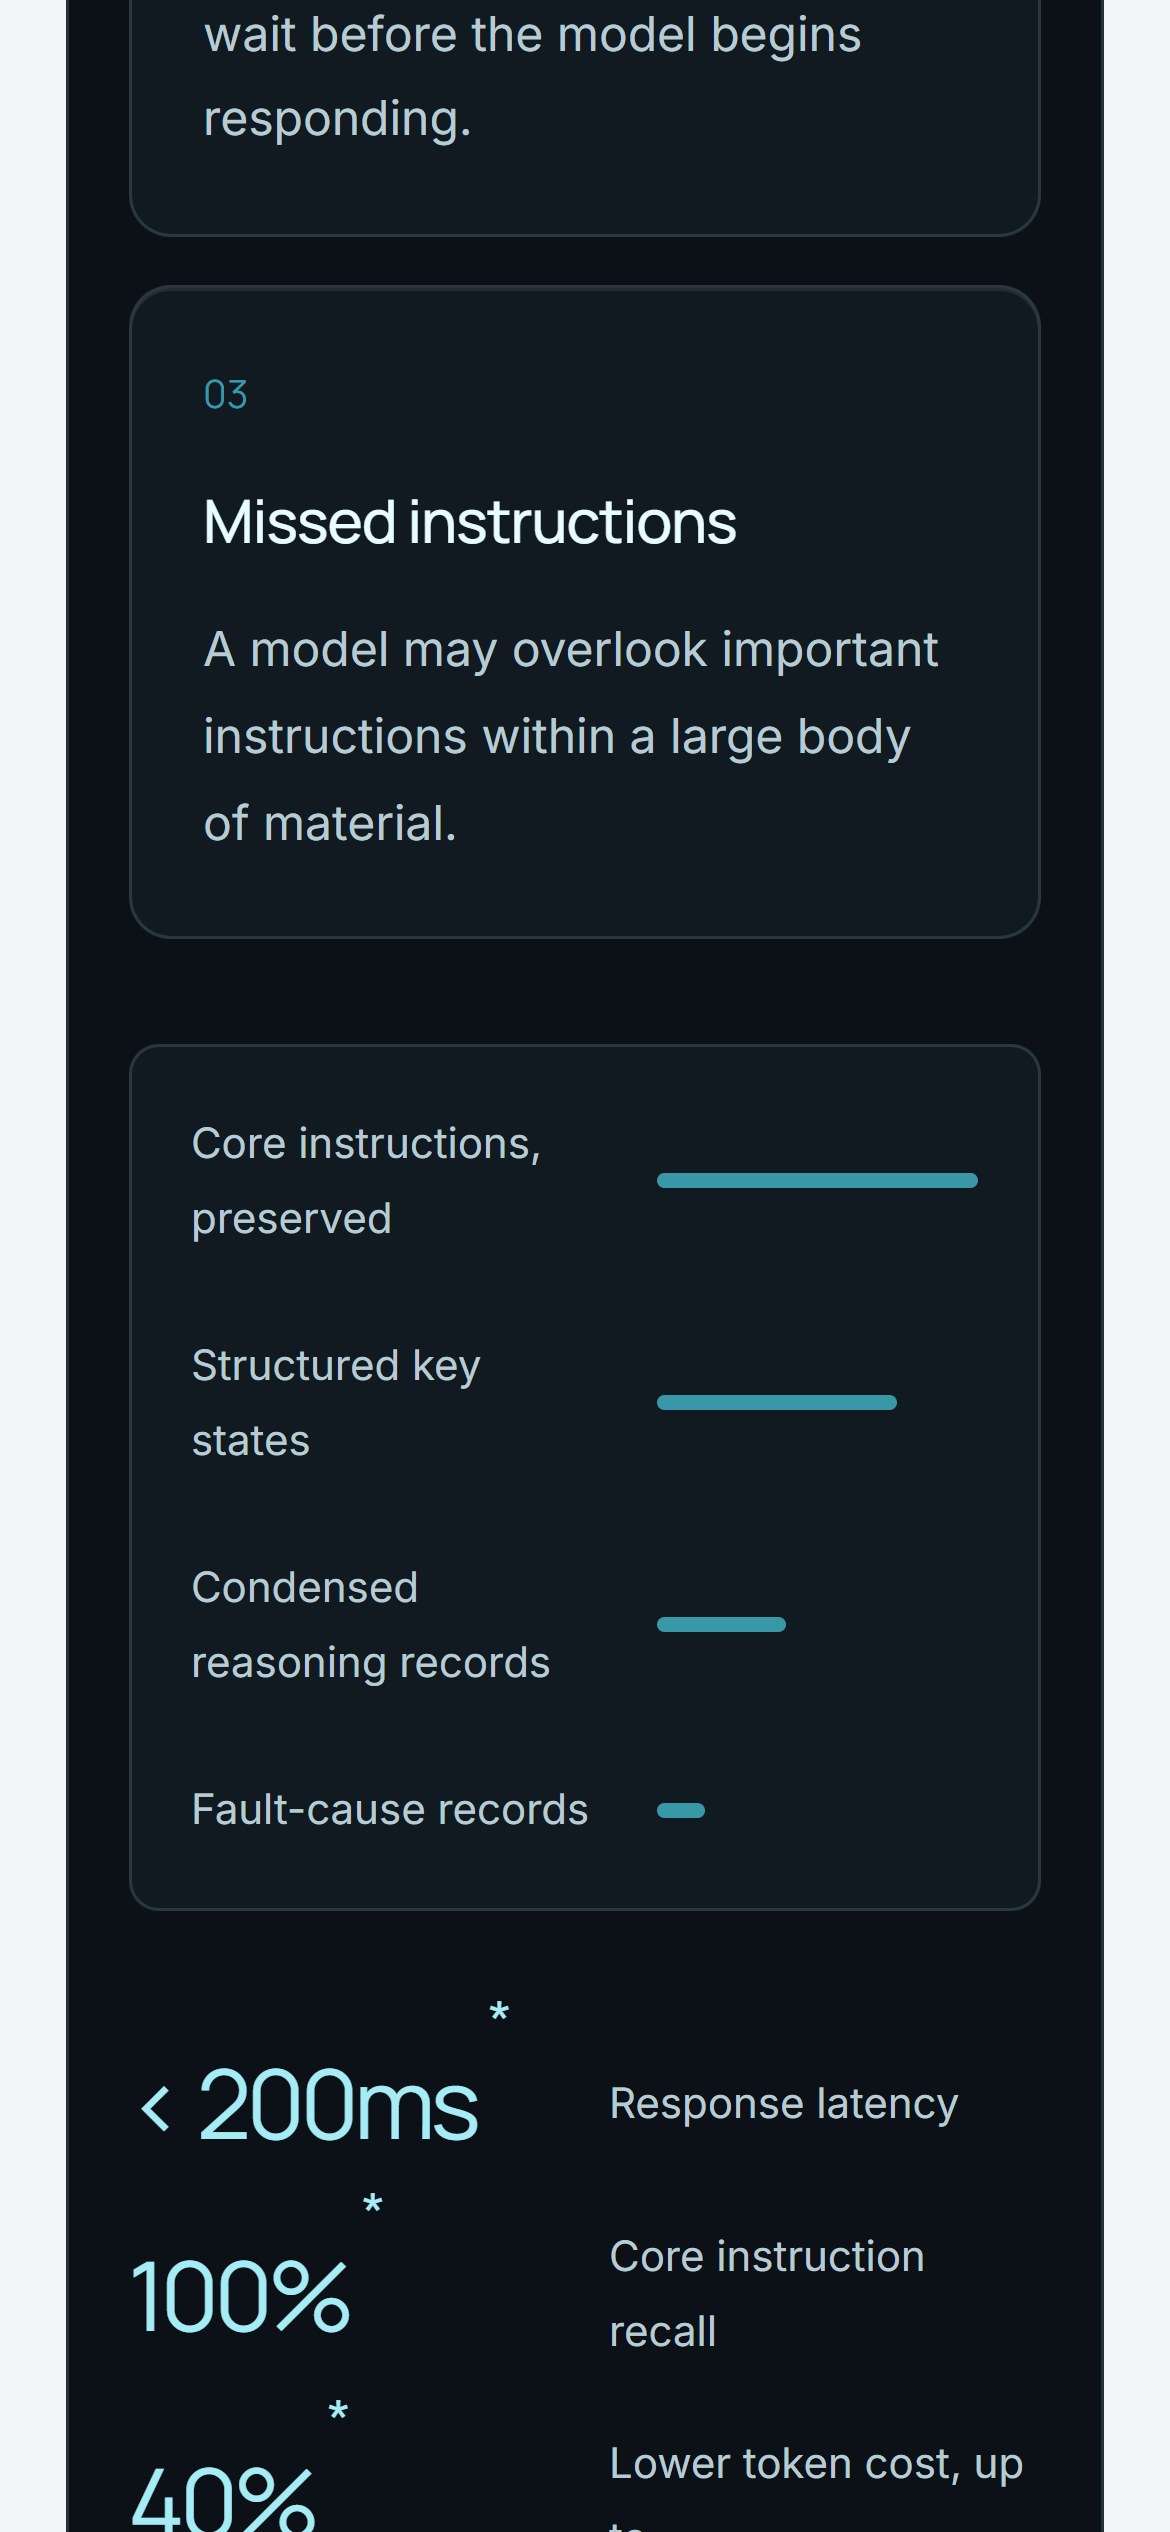 wait before the model begins
responding.
03
Missed instructions
A model may overlook important
instructions within a large body
of material.
Core instructions,
preserved
Structured key
states
Condensed
reasoning records
Fault-cause records
< 200ms*
Response latency
100%*
Core instruction
recall
40%*
Lower token cost, up
to